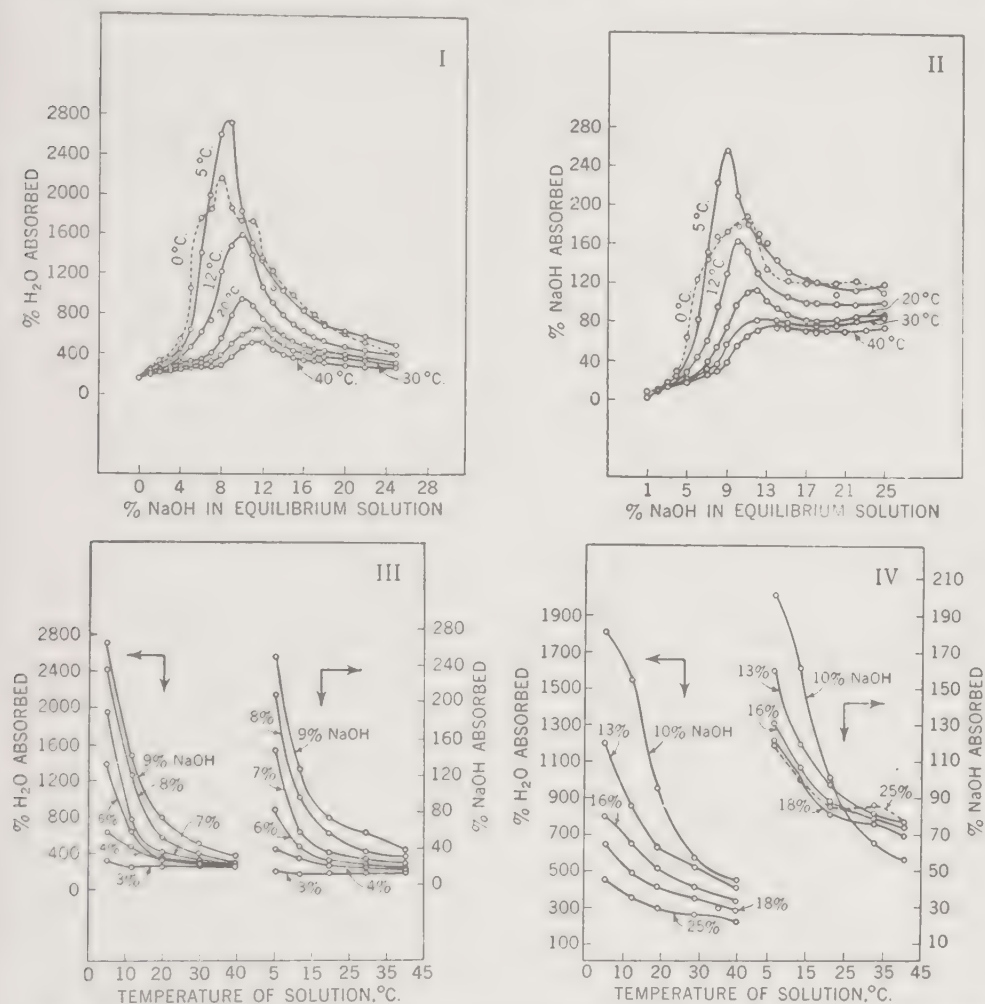 I
% H₂O ABSORBED
2800
2400
2000
1600
1200
800
400
0
5°C.
0°C.
12°C.
20°C
40°C.
30°C.
0 4 8 12 16 20 24 28
% NaOH IN EQUILIBRIUM SOLUTION
II
% NaOH ABSORBED
280
240
200
160
120
80
40
0
5°C.
0°C.
12°C.
20°C
30°C
40°C
1 5 9 13 17 21 25
% NaOH IN EQUILIBRIUM SOLUTION
III
% H₂O ABSORBED
2800
2400
2000
1600
1200
800
400
0
9% NaOH
8%
7%
6%
4%
3%
280
240
200
160
120
80
40
0
% NaOH ABSORBED
8%
9% NaOH
7%
6%
3%
4%
0 5 12 20 30 40 5 12 20 30 40 45
TEMPERATURE OF SOLUTION,°C.
IV
% H₂O ABSORBED
1900
1700
1500
1300
1100
900
700
500
300
100
13%
10% NaOH
16%
18%
25%
210
190
170
150
130
110
90
70
50
30
10
% NaOH ABSORBED
13%
10% NaOH
16%
18%
25%
0 5 15 25 35 40 5 15 25 35 45
TEMPERATURE OF SOLUTION,°C.